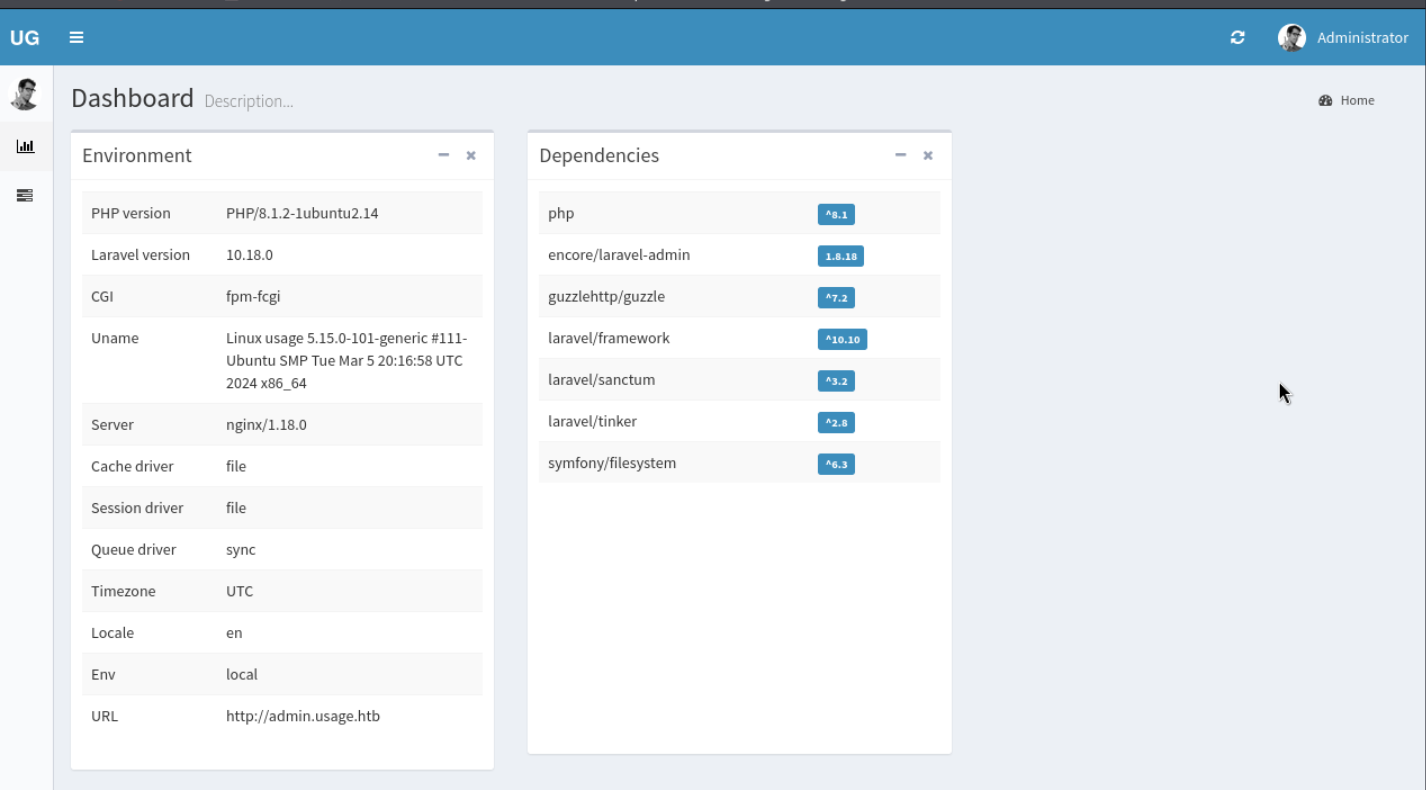 UG
Administrator
Dashboard Description...
Home
Environment
PHP version PHP/8.1.2-1ubuntu2.14
Laravel version 10.18.0
CGI fpm-fcgi
Uname Linux usage 5.15.0-101-generic #111-
Ubuntu SMP Tue Mar 5 20:16:58 UTC
2024 x86_64
Server nginx/1.18.0
Cache driver file
Session driver file
Queue driver sync
Timezone UTC
Locale en
Env local
URL http://admin.usage.htb
Dependencies
php ^8.1
encore/laravel-admin 1.8.18
guzzlehttp/guzzle ^7.2
laravel/framework ^10.10
laravel/sanctum ^3.2
laravel/tinker ^2.8
symfony/filesystem ^6.3